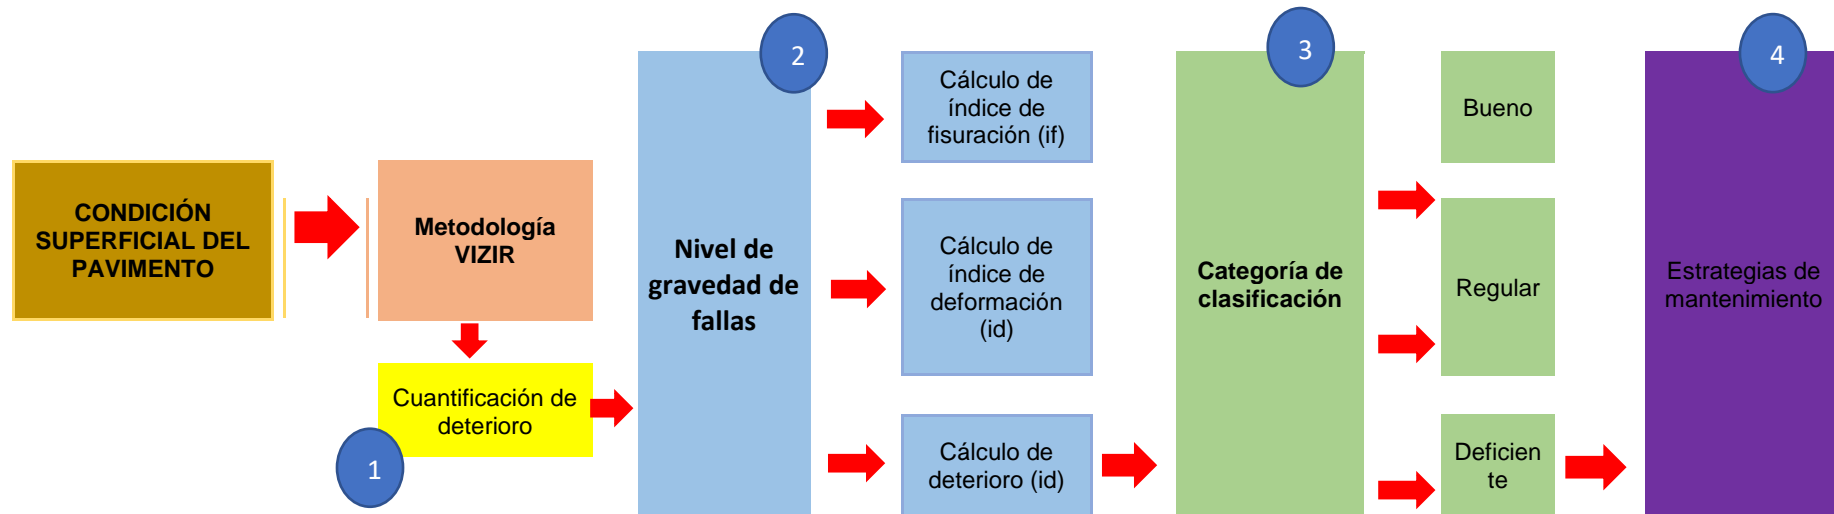 CONDICIÓN
SUPERFICIAL DEL
PAVIMENTO
Metodología
VIZIR
1
Cuantificación de
deterioro
2
Nivel de
gravedad de
fallas
Cálculo de
índice de
fisuración (if)
Cálculo de
índice de
deformación
(id)
Cálculo de
deterioro (id)
3
Categoría de
clasificación
Bueno
Regular
Deficien
te
4
Estrategias de
mantenimiento